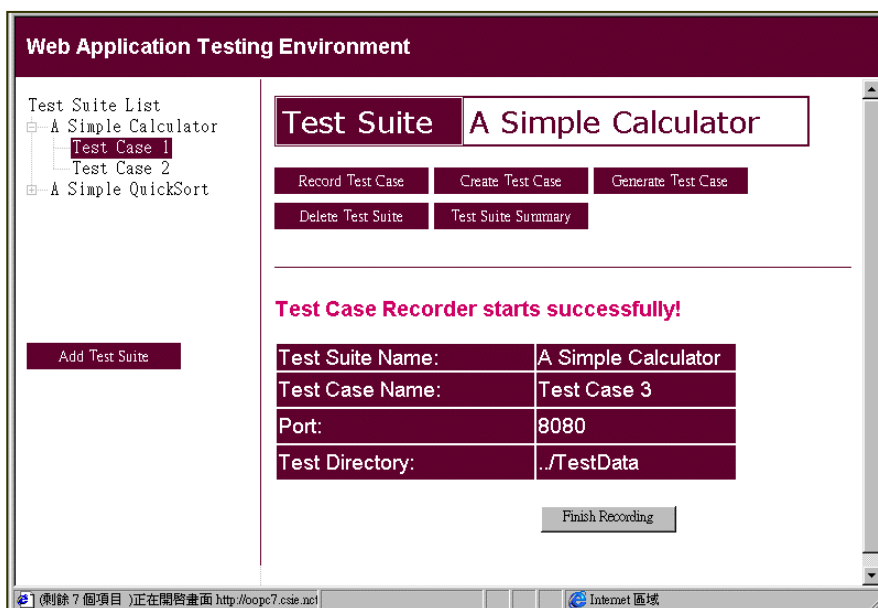 Web Application Testing Environment
Test Suite List
A Simple Calculator
Test Case 1
Test Case 2
A Simple QuickSort
Add Test Suite
Test Suite A Simple Calculator
Record Test Case Create Test Case Generate Test Case
Delete Test Suite Test Suite Summary
Test Case Recorder starts successfully!
Test Suite Name: A Simple Calculator
Test Case Name: Test Case 3
Port: 8080
Test Directory: ../TestData
Finish Recording
(剩餘 7 個項目 )正在開啓畫面 http://oopc7.csie.nct Internet 區域